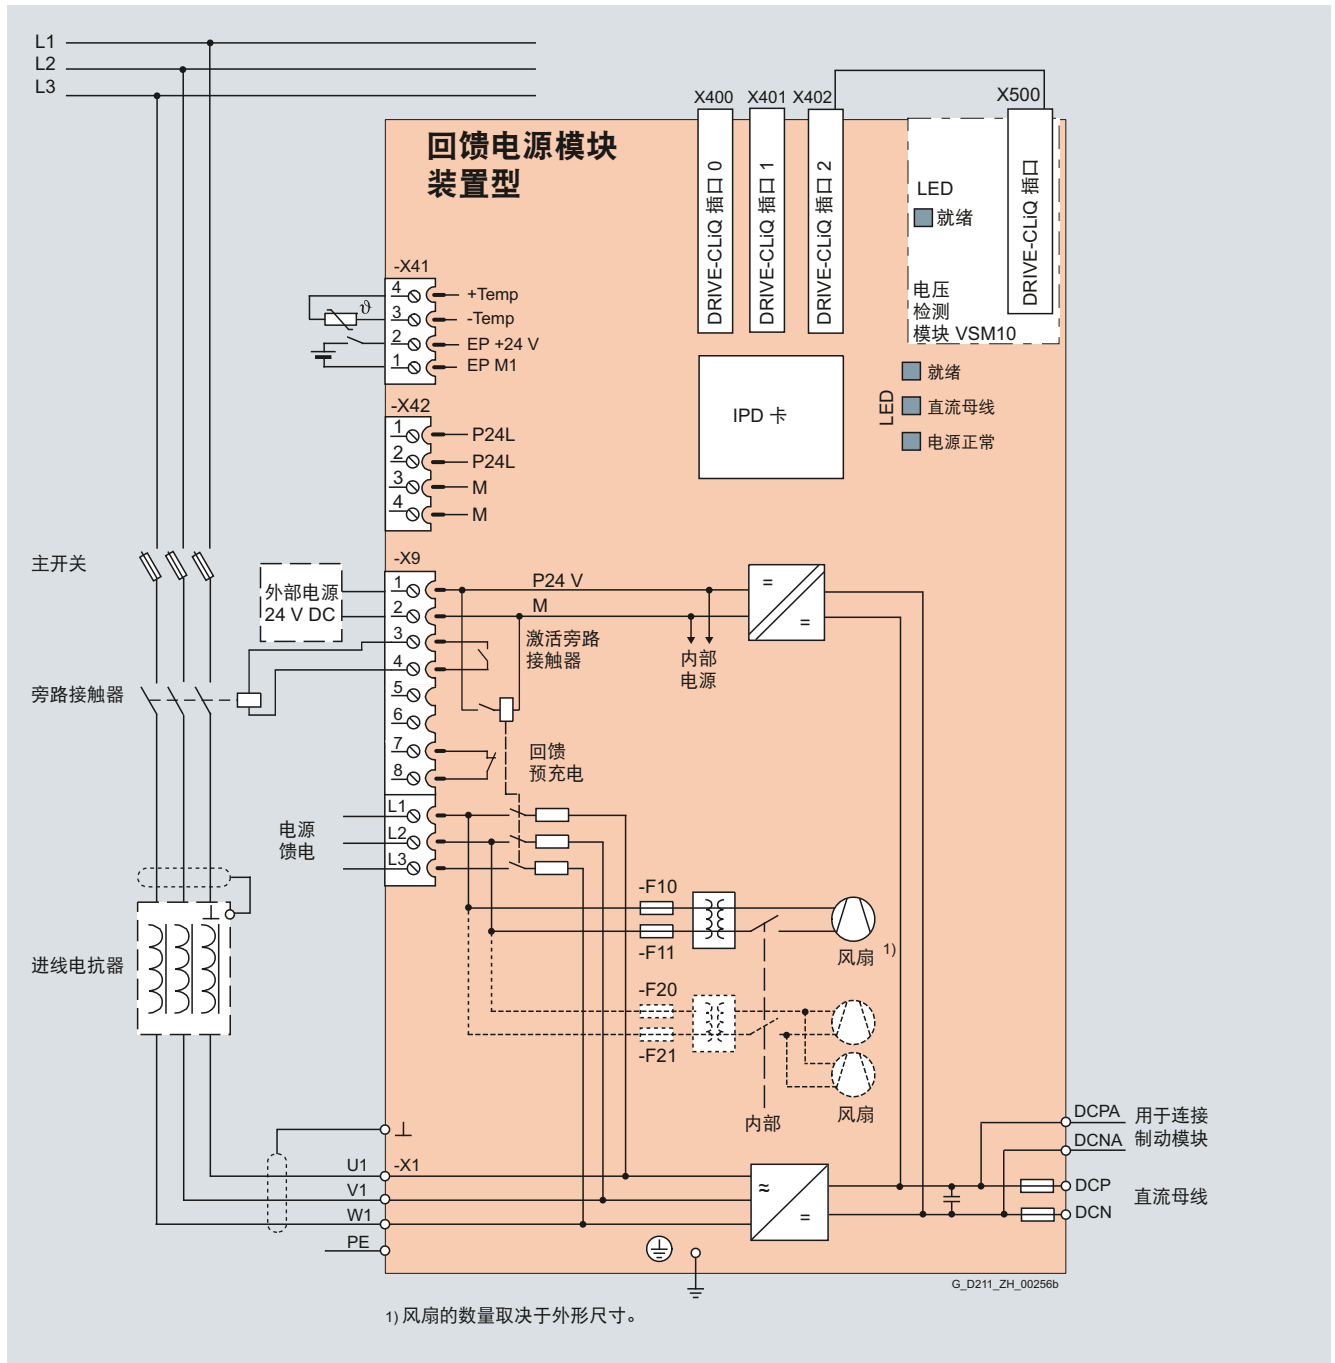 L1
L2
L3
X400
X401
X402
X500
回馈电源模块
装置型
DRIVE-CLiQ 插口 0
DRIVE-CLiQ 插口 1
DRIVE-CLiQ 插口 2
DRIVE-CLiQ 插口
LED
就绪
电压
检测
模块 VSM10
-X41
4
+Temp
ϑ
3
-Temp
2
EP +24 V
1
EP M1
IPD 卡
LED
就绪
直流母线
电源正常
-X42
1
P24L
2
P24L
3
M
4
M
主开关
-X9
外部电源
24 V DC
1
P24 V
2
M
3
4
5
6
7
8
激活旁路
接触器
内部
电源
=
=
旁路接触器
回馈
预充电
电源
馈电
L1
L2
L3
-F10
-F11
风扇 1)
-F20
-F21
风扇
内部
进线电抗器
DCPA
DCNA
用于连接
制动模块
U1
-X1
V1
W1
PE
≈
=
DCP
DCN
直流母线
G_D211_ZH_00256b
1) 风扇的数量取决于外形尺寸。